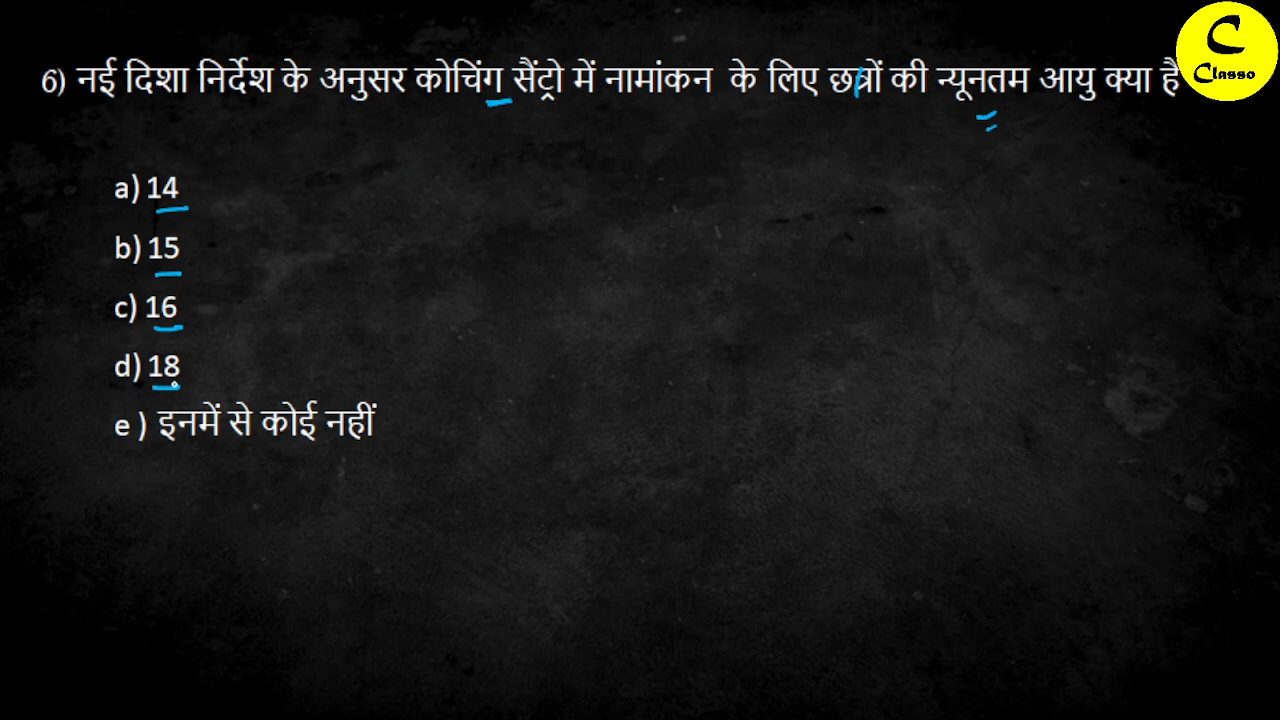 6) नई दिशा निर्देश के अनुसर कोचिंग सैंट्रो में नामांकन के लिए छात्रों की न्यूनतम आयु क्या है
C
Classo
a) 14
b) 15
c) 16
d) 18
e ) इनमें से कोई नहीं